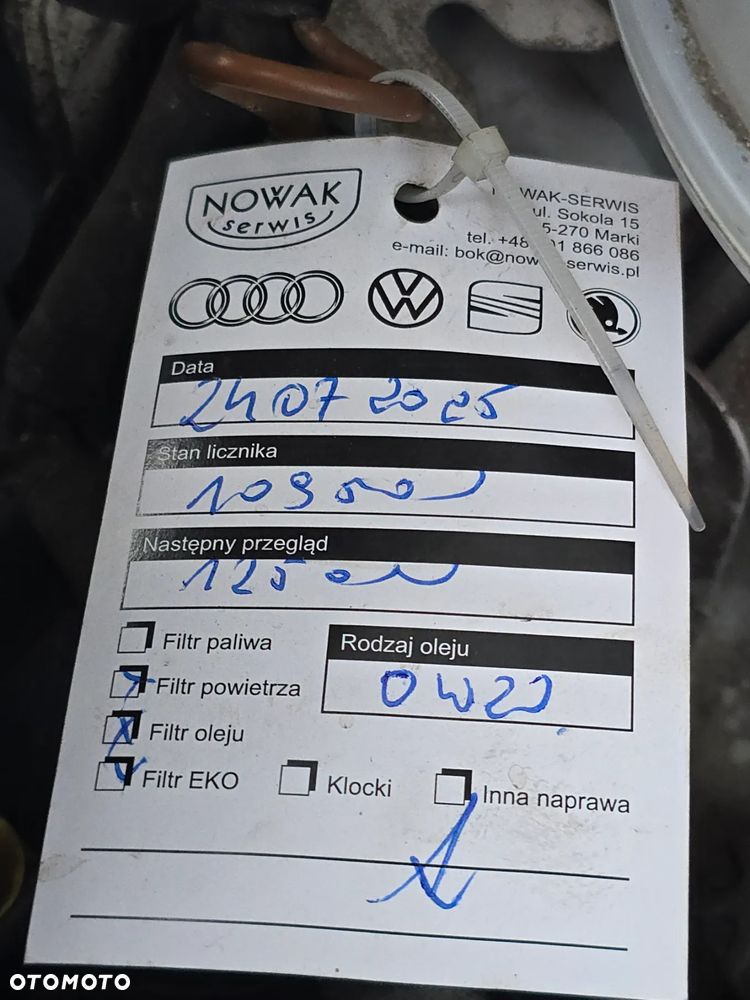 NOWAK
serwis
WAK-SERWIS
ul. Sokola 15
5-270 Marki
tel. +48 01 866 086
e-mail: bok@now serwis.pl
Data
24 07 2025
Stan licznika
Następny przegląd
Filtr paliwa
Rodzaj oleju
Filtr powietrza
0W20
Filtr oleju
Filtr EKO
Klocki
Inna naprawa
OTOMOTO